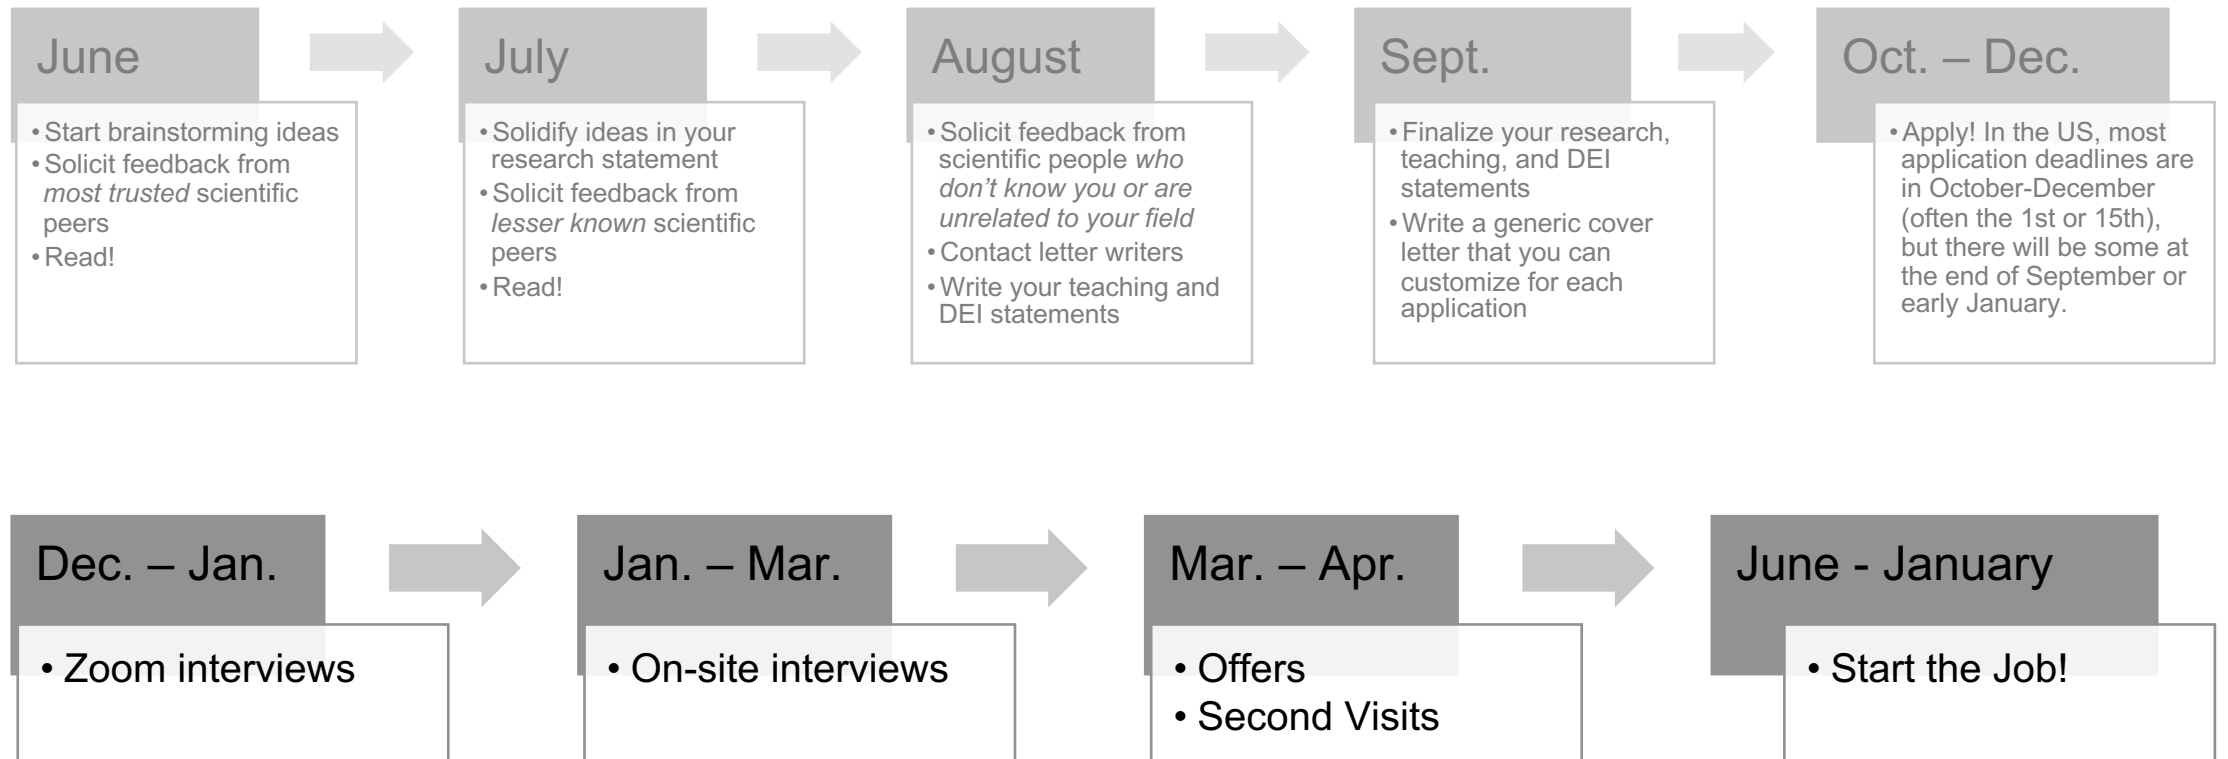 June
• Start brainstorming ideas
• Solicit feedback from
most trusted scientific
peers
• Read!
July
• Solidify ideas in your
research statement
• Solicit feedback from
lesser known scientific
peers
• Read!
August
• Solicit feedback from
scientific people who
don’t know you or are
unrelated to your field
• Contact letter writers
• Write your teaching and
DEI statements
Sept.
• Finalize your research,
teaching, and DEI
statements
• Write a generic cover
letter that you can
customize for each
application
Oct. – Dec.
• Apply! In the US, most
application deadlines are
in October-December
(often the 1st or 15th),
but there will be some at
the end of September or
early January.
Dec. – Jan.
• Zoom interviews
Jan. – Mar.
• On-site interviews
Mar. – Apr.
• Offers
• Second Visits
June - January
• Start the Job!